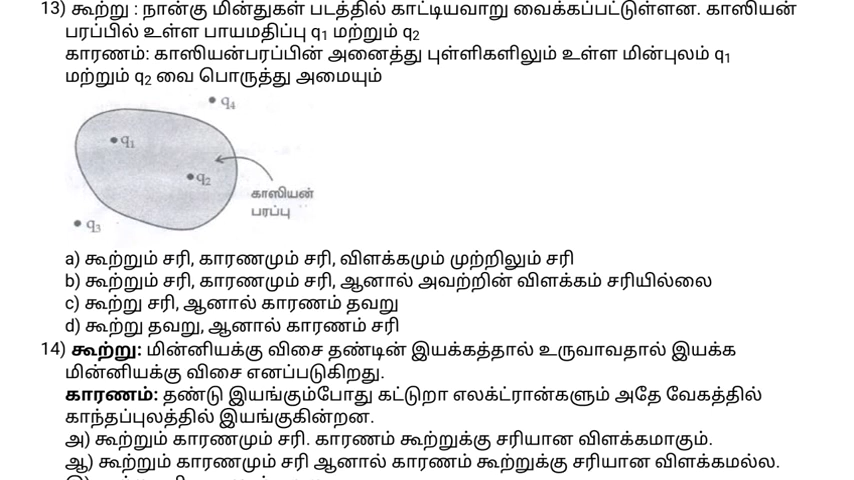 13) கூற்று : நான்கு மின்துகள் படத்தில் காட்டியவாறு வைக்கப்பட்டுள்ளன. காஸியன்
பரப்பில் உள்ள பாயமதிப்பு q₁ மற்றும் q₂
காரணம்: காஸியன்பரப்பின் அனைத்து புள்ளிகளிலும் உள்ள மின்புலம் q₁
மற்றும் q₂ வை பொருத்து அமையும்
q₄
q₁
q₂
காஸியன்
பரப்பு
q₃
a) கூற்றும் சரி, காரணமும் சரி, விளக்கமும் முற்றிலும் சரி
b) கூற்றும் சரி, காரணமும் சரி, ஆனால் அவற்றின் விளக்கம் சரியில்லை
c) கூற்று சரி, ஆனால் காரணம் தவறு
d) கூற்று தவறு, ஆனால் காரணம் சரி
14) கூற்று: மின்னியக்கு விசை தண்டின் இயக்கத்தால் உருவாவதால் இயக்க
மின்னியக்கு விசை எனப்படுகிறது.
காரணம்: தண்டு இயங்கும்போது கட்டுறா எலக்ட்ரான்களும் அதே வேகத்தில்
காந்தப்புலத்தில் இயங்குகின்றன.
அ) கூற்றும் காரணமும் சரி. காரணம் கூற்றுக்கு சரியான விளக்கமாகும்.
ஆ) கூற்றும் காரணமும் சரி ஆனால் காரணம் கூற்றுக்கு சரியான விளக்கமல்ல.